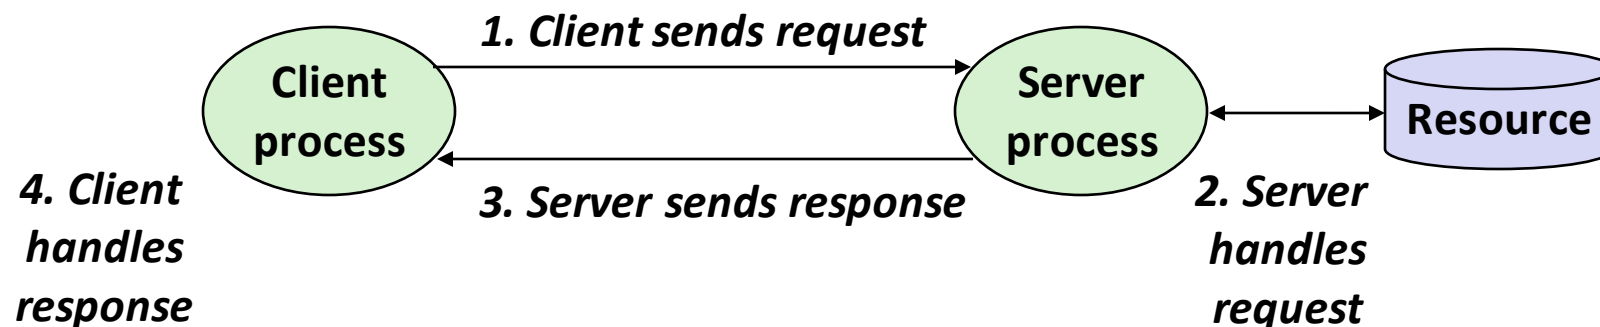 1. Client sends request
Client
process
Server
process
Resource
3. Server sends response
4. Client
handles
response
2. Server
handles
request